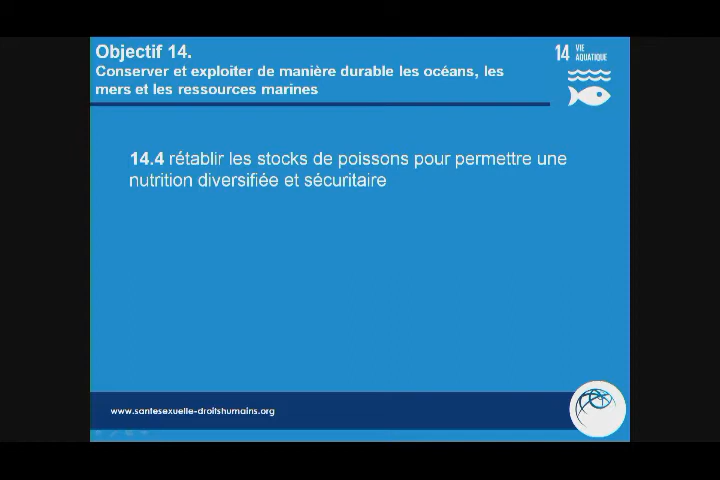 Objectif 14.
Conserver et exploiter de manière durable les océans, les
mers et les ressources marines
14 VIE
AQUATIQUE
14.4 rétablir les stocks de poissons pour permettre une
nutrition diversifiée et sécuritaire
www.santesexuelle-droitshumains.org